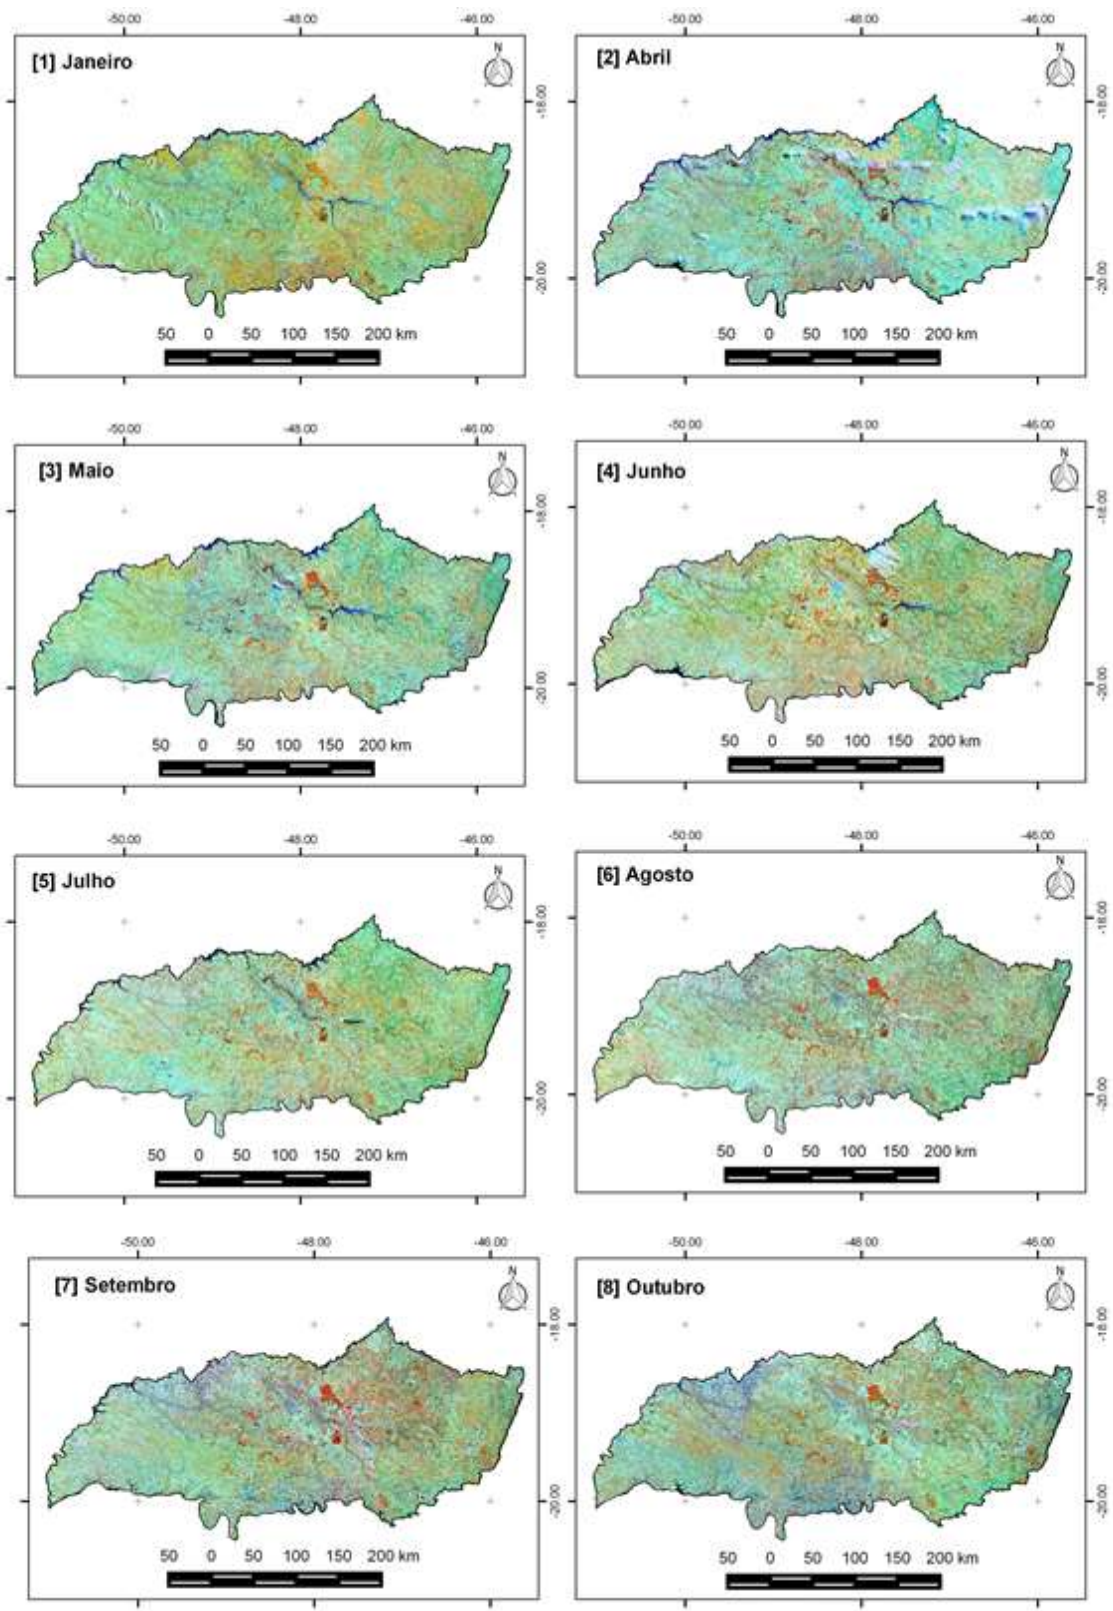 -50.00 -48.00 -46.00
[1] Janeiro
N
-18.00
-20.00
50 0 50 100 150 200 km
-50.00 -48.00 -46.00
[2] Abril
N
-18.00
-20.00
50 0 50 100 150 200 km
-50.00 -48.00 -46.00
[3] Maio
N
-18.00
-20.00
50 0 50 100 150 200 km
-50.00 -48.00 -46.00
[4] Junho
N
-18.00
-20.00
50 0 50 100 150 200 km
-50.00 -48.00 -46.00
[5] Julho
N
-18.00
-20.00
50 0 50 100 150 200 km
-50.00 -48.00 -46.00
[6] Agosto
N
-18.00
-20.00
50 0 50 100 150 200 km
-50.00 -48.00 -46.00
[7] Setembro
N
-18.00
-20.00
50 0 50 100 150 200 km
-50.00 -48.00 -46.00
[8] Outubro
N
-18.00
-20.00
50 0 50 100 150 200 km